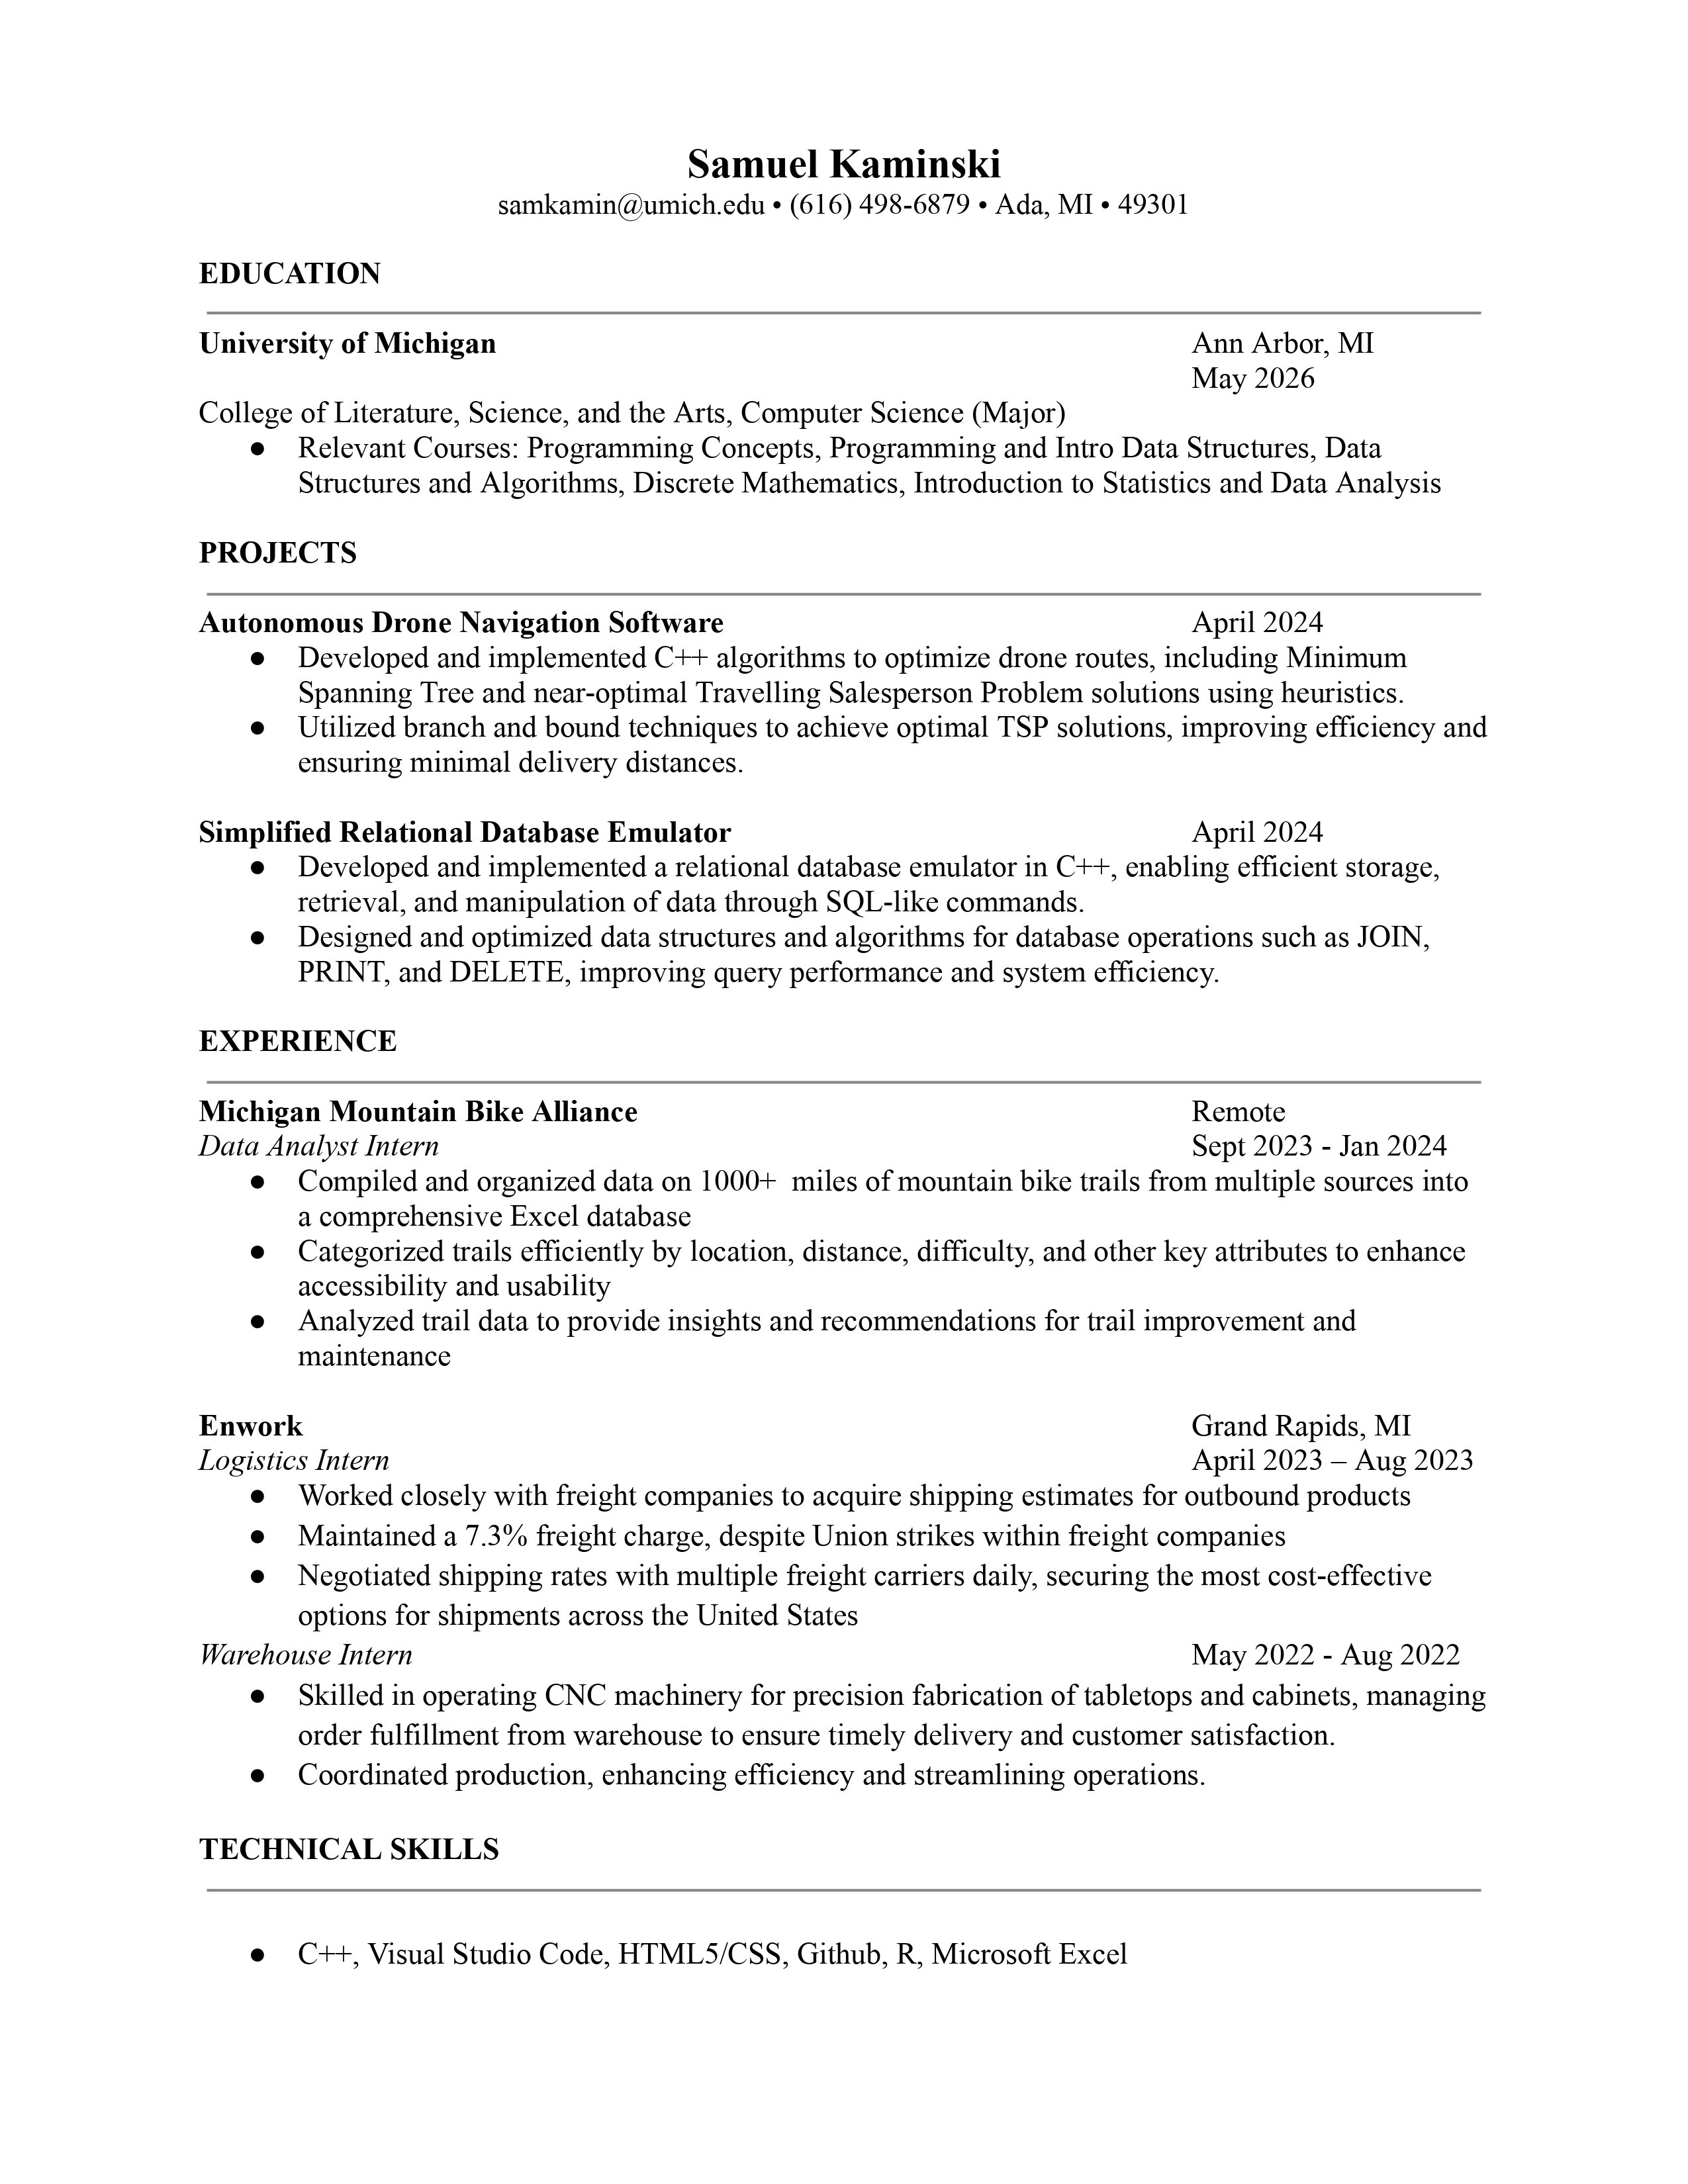 Samuel Kaminski
samkamin@umich.edu • (616) 498-6879 • Ada, MI • 49301
EDUCATION
University of Michigan Ann Arbor, MI
May 2026
College of Literature, Science, and the Arts, Computer Science (Major)
● Relevant Courses: Programming Concepts, Programming and Intro Data Structures, Data
Structures and Algorithms, Discrete Mathematics, Introduction to Statistics and Data Analysis
PROJECTS
Autonomous Drone Navigation Software April 2024
● Developed and implemented C++ algorithms to optimize drone routes, including Minimum
Spanning Tree and near-optimal Travelling Salesperson Problem solutions using heuristics.
● Utilized branch and bound techniques to achieve optimal TSP solutions, improving efficiency and
ensuring minimal delivery distances.
Simplified Relational Database Emulator April 2024
● Developed and implemented a relational database emulator in C++, enabling efficient storage,
retrieval, and manipulation of data through SQL-like commands.
● Designed and optimized data structures and algorithms for database operations such as JOIN,
PRINT, and DELETE, improving query performance and system efficiency.
EXPERIENCE
Michigan Mountain Bike Alliance Remote
Data Analyst Intern Sept 2023 - Jan 2024
● Compiled and organized data on 1000+  miles of mountain bike trails from multiple sources into
a comprehensive Excel database
● Categorized trails efficiently by location, distance, difficulty, and other key attributes to enhance
accessibility and usability
● Analyzed trail data to provide insights and recommendations for trail improvement and
maintenance
Enwork Grand Rapids, MI
Logistics Intern April 2023 – Aug 2023
● Worked closely with freight companies to acquire shipping estimates for outbound products
● Maintained a 7.3% freight charge, despite Union strikes within freight companies
● Negotiated shipping rates with multiple freight carriers daily, securing the most cost-effective
options for shipments across the United States
Warehouse Intern May 2022 - Aug 2022
● Skilled in operating CNC machinery for precision fabrication of tabletops and cabinets, managing
order fulfillment from warehouse to ensure timely delivery and customer satisfaction.
● Coordinated production, enhancing efficiency and streamlining operations.
TECHNICAL SKILLS
● C++, Visual Studio Code, HTML5/CSS, Github, R, Microsoft Excel